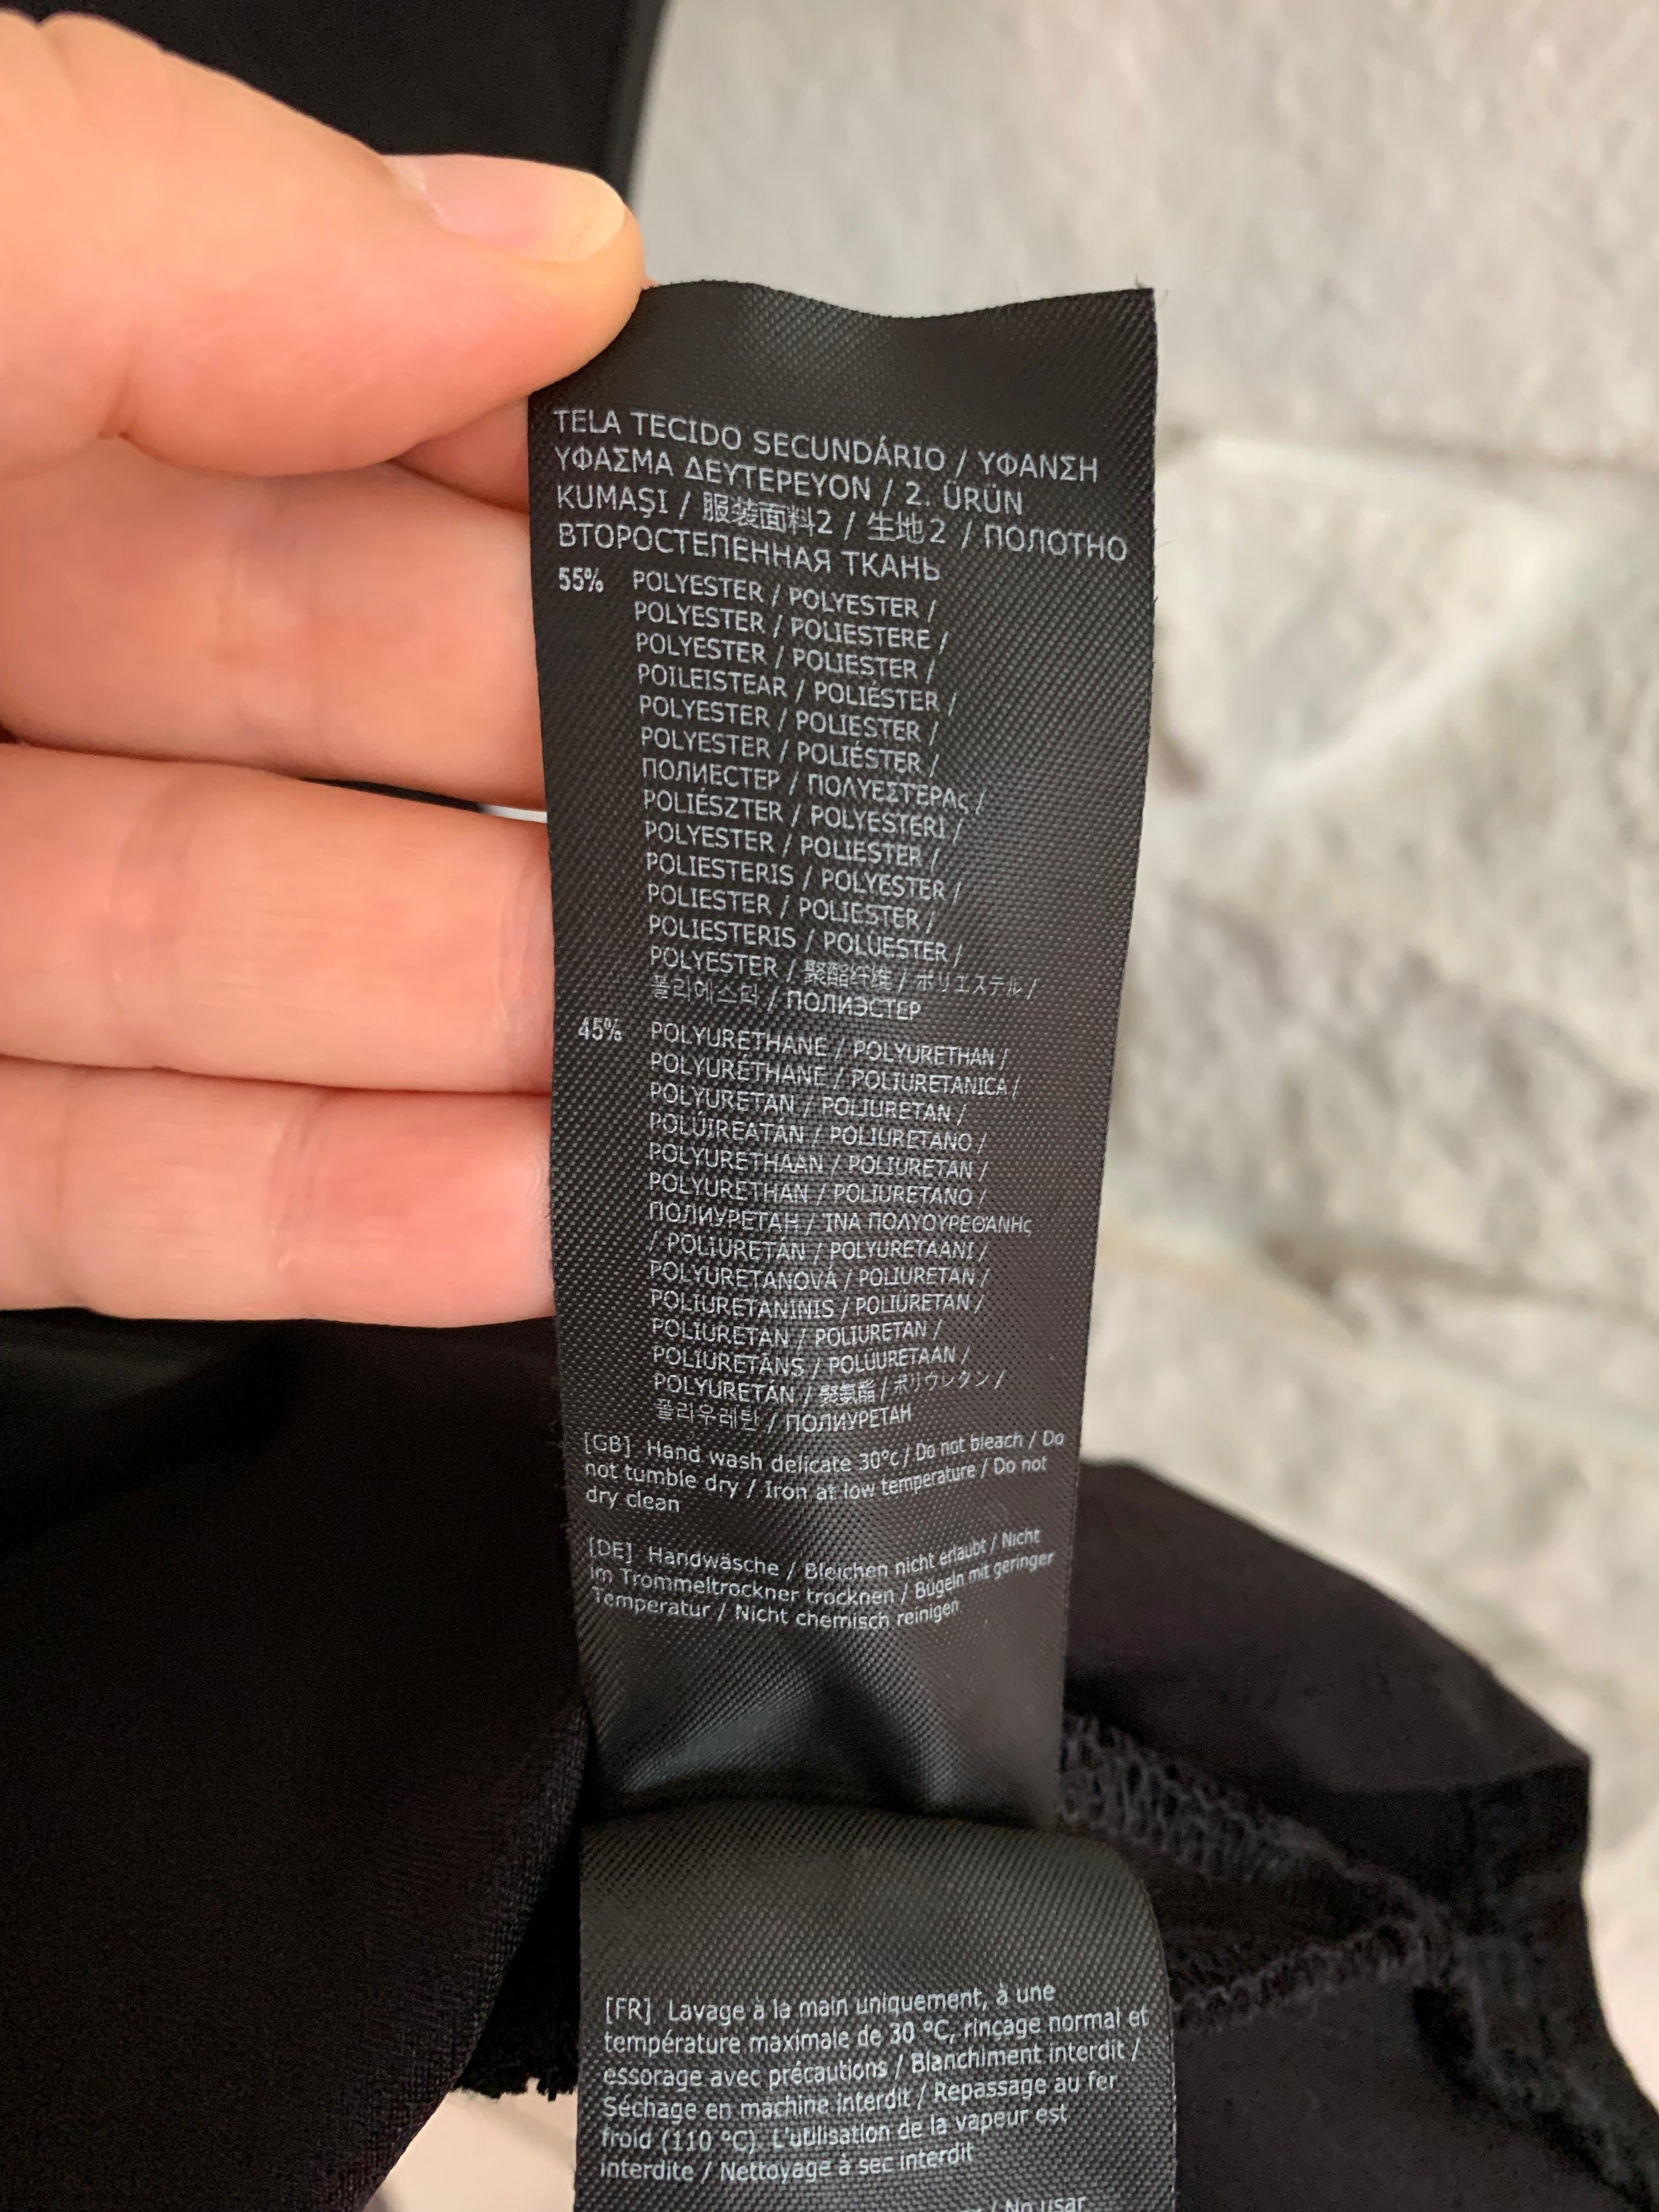 TELA TECIDO SECUNDÁRIO / ΥΦΑΝΣΗ
ΥΦΑΣΜΑ ΔΕΥΤΕΡΕΥΟΝ / 2. ÜRÜN
KUMAŞI / 服装面料2 / 生地2 / ПОЛОТНО
ВТОРОСТЕПЕННАЯ ТКАНЬ
55% POLYESTER / POLYESTER /
POLYESTER / POLIESTERE /
POLYESTER / POLIESTER /
POILEISTEAR / POLIÉSTER /
POLYESTER / POLIESTER /
POLYESTER / POLIÉSTER /
ПОЛИЕСТЕР / ΠΟΛΥΕΣΤΕΡΑς /
POLIÉSZTER / POLYESTERI /
POLYESTER / POLIESTER /
POLIESTERIS / POLYESTER /
POLIESTER / POLIESTER /
POLIESTERIS / POLÜESTER /
POLYESTER / 聚酯纤维 / ポリエステル /
폴리에스터 / ПОЛИЭСТЕР
45% POLYURETHANE / POLYURETHAN /
POLYURÉTHANE / POLIURETANICA /
POLYURETAN / POLIURETAN /
POLÚIREATÁN / POLIURETANO /
POLYURETHAAN / POLIURETAN /
POLYURETHAN / POLIURETANO /
ПОЛИУРЕТАН / ΙΝΑ ΠΟΛΥΟΥΡΕΘΑΝΗς
/ POLIURETÁN / POLYURETAANI /
POLYURETANOVÁ / POLIURETAN /
POLIURETANINIS / POLIURETAN /
POLIURETAN / POLIURETAN /
POLIURETĀNS / POLÜURETAAN /
POLYURETAN / 聚氨酯 / ポリウレタン /
폴리우레탄 / ПОЛИУРЕТАН
[GB] Hand wash delicate 30°c / Do not bleach / Do
not tumble dry / Iron at low temperature / Do not
dry clean
[DE] Handwäsche / Bleichen nicht erlaubt / Nicht
im Trommeltrockner trocknen / Bügeln mit geringer
Temperatur / Nicht chemisch reinigen
[FR] Lavage à la main uniquement, à une
température maximale de 30 °C, rinçage normal et
essorage avec précautions / Blanchiment interdit /
Séchage en machine interdit / Repassage au fer
froid (110 °C). L'utilisation de la vapeur est
interdite / Nettoyage à sec interdit
/ No usar